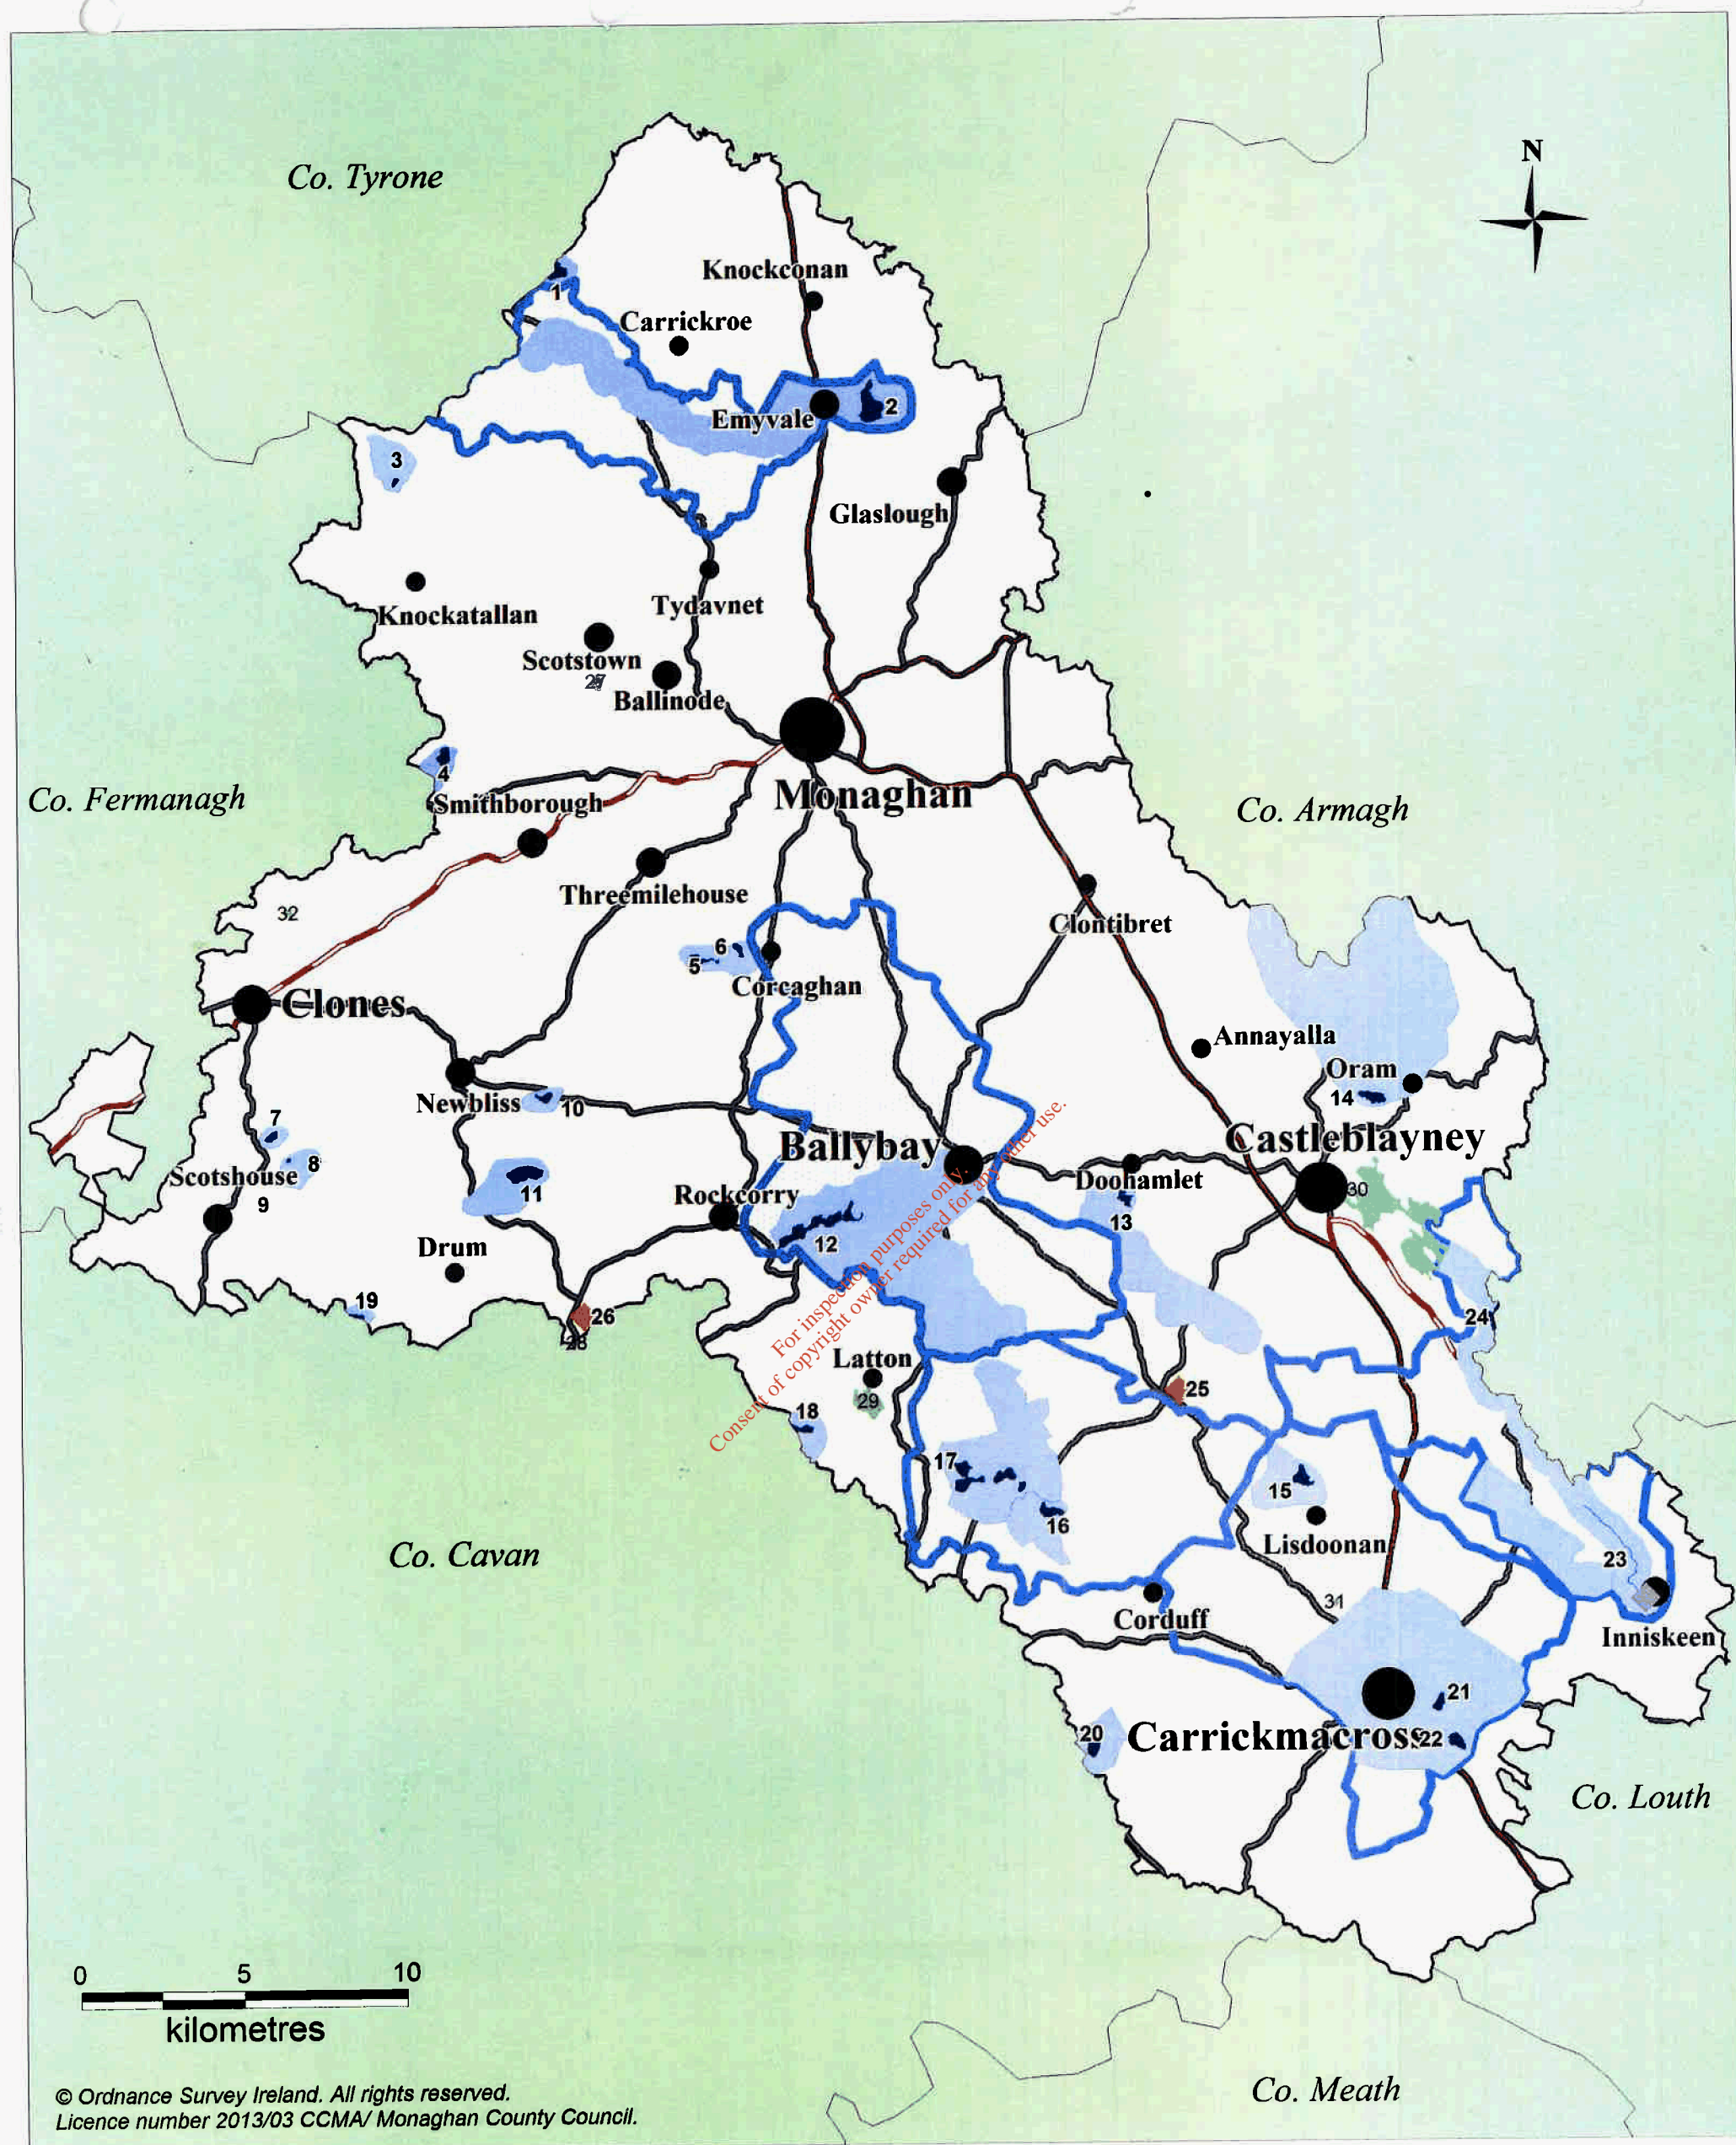 Co. Tyrone
N
Knockconan
1
Carrickroe
Emyvale
2
3
Glaslough
Knockatallan
Tydavnet
Scotstown
27
Ballinode
4
Smithborough
Monaghan
Co. Fermanagh
Co. Armagh
Threemilehouse
32
Clontibret
5
6
Corcaghan
Clones
Annayalla
Oram
14
Newbliss
10
7
8
Scotshouse
9
11
Ballybay
Castleblayney
Doohamlet
30
13
Rockcorry
12
Drum
19
26
28
24
For inspection purposes only.
Consent of copyright owner required for any other use.
Latton
29
25
18
17
16
15
Lisdoonan
23
Co. Cavan
31
Corduff
Inniskeen
21
20
Carrickmacross
22
Co. Louth
0 5 10
kilometres
Co. Meath
© Ordnance Survey Ireland. All rights reserved.
Licence number 2013/03 CCMA/ Monaghan County Council.